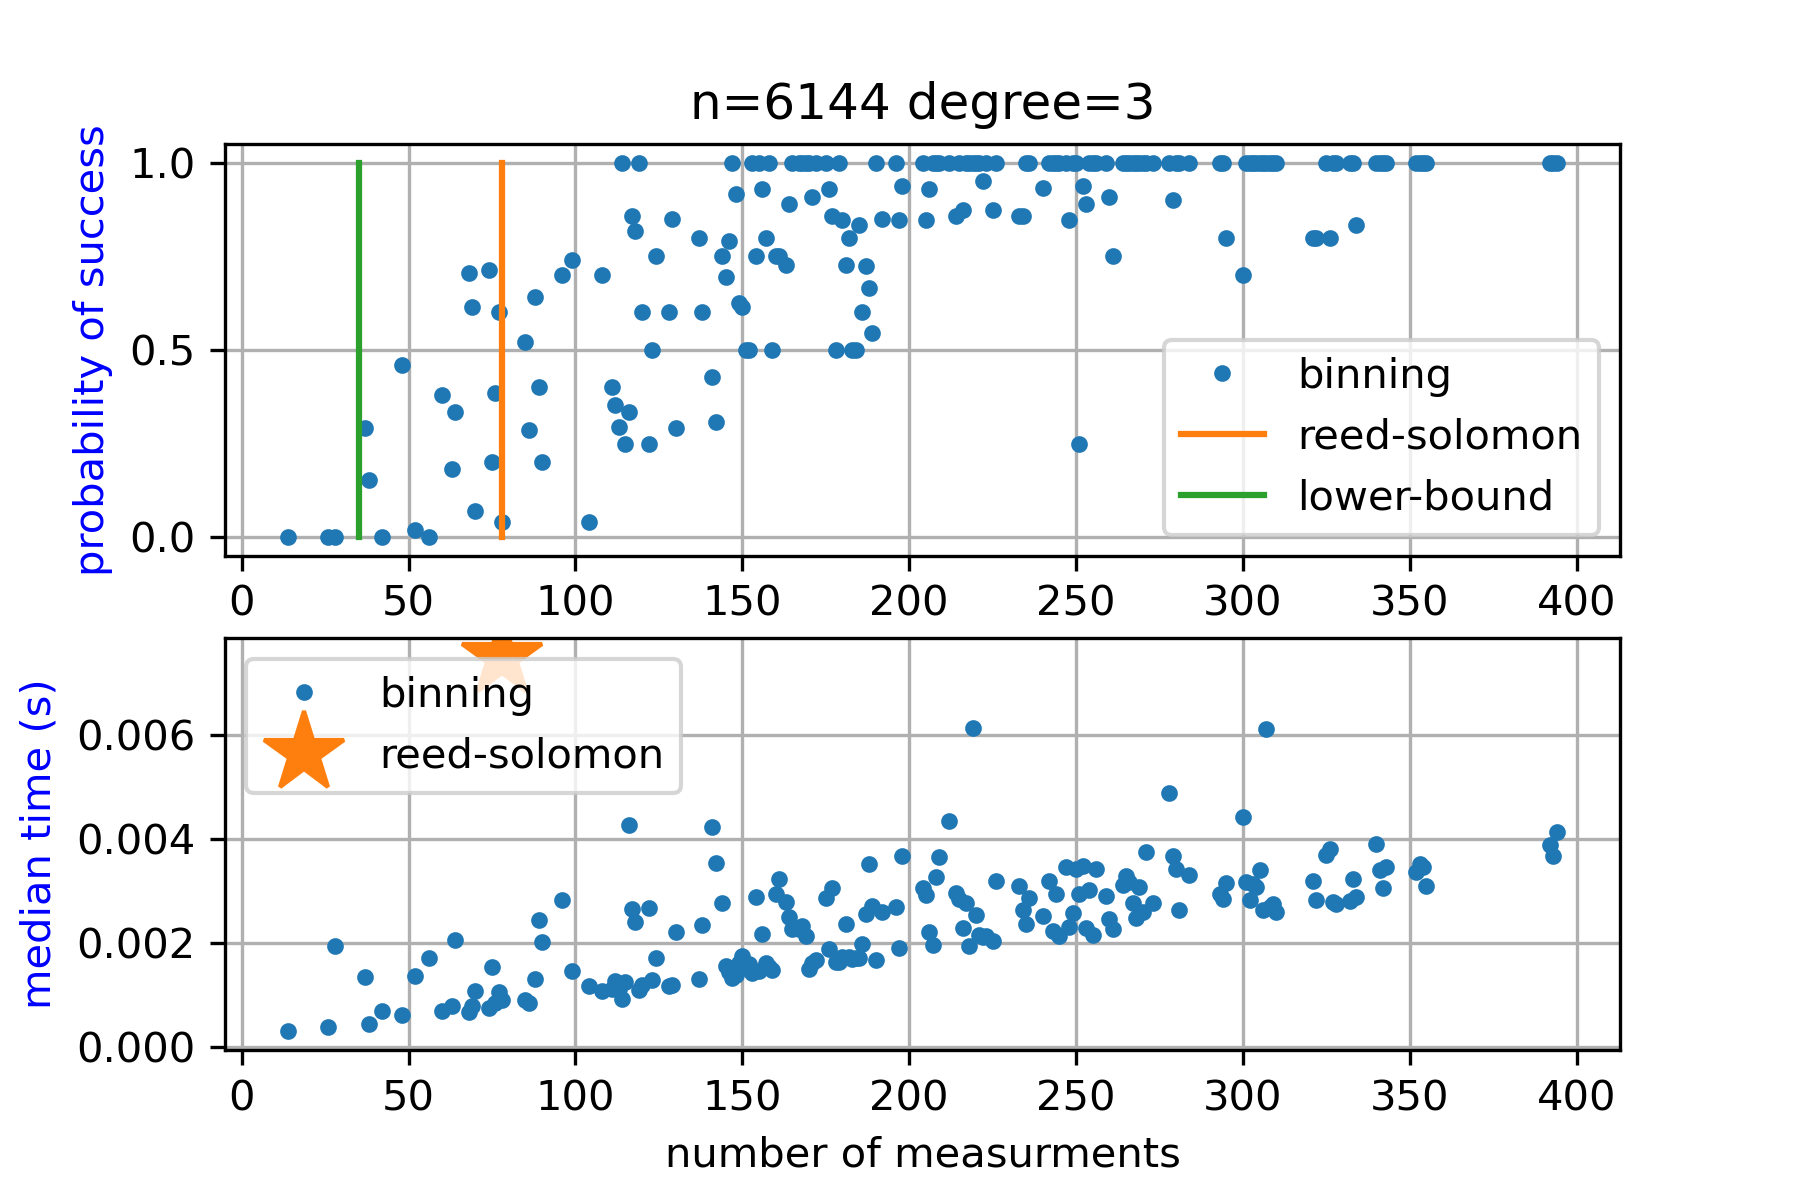 n=6144 degree=3
probability of success
1.0
0.5
0.0
binning
reed-solomon
lower-bound
0 50 100 150 200 250 300 350 400
median time (s)
binning
reed-solomon
0.006
0.004
0.002
0.000
0 50 100 150 200 250 300 350 400
number of measurments